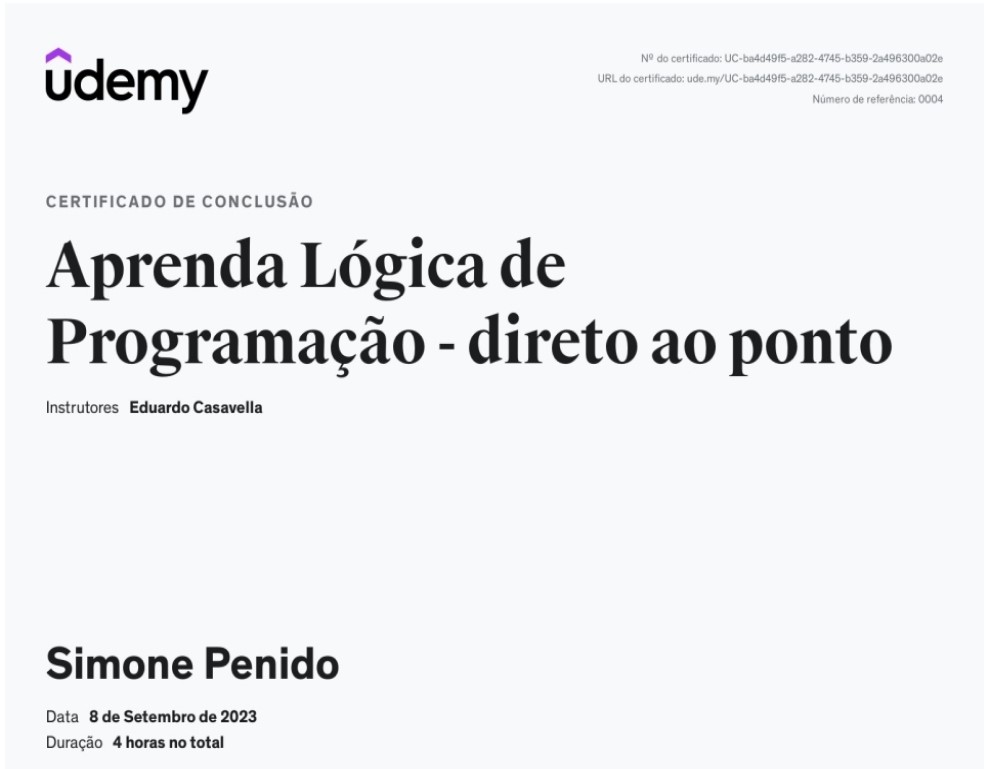 udemy
Nº do certificado: UC-ba4d49f5-a282-4745-b359-2a496300a02e
URL do certificado: ude.my/UC-ba4d49f5-a282-4745-b359-2a496300a02e
Número de referência: 0004
CERTIFICADO DE CONCLUSÃO
Aprenda Lógica de
Programação - direto ao ponto
Instrutores Eduardo Casavella
Simone Penido
Data 8 de Setembro de 2023
Duração 4 horas no total